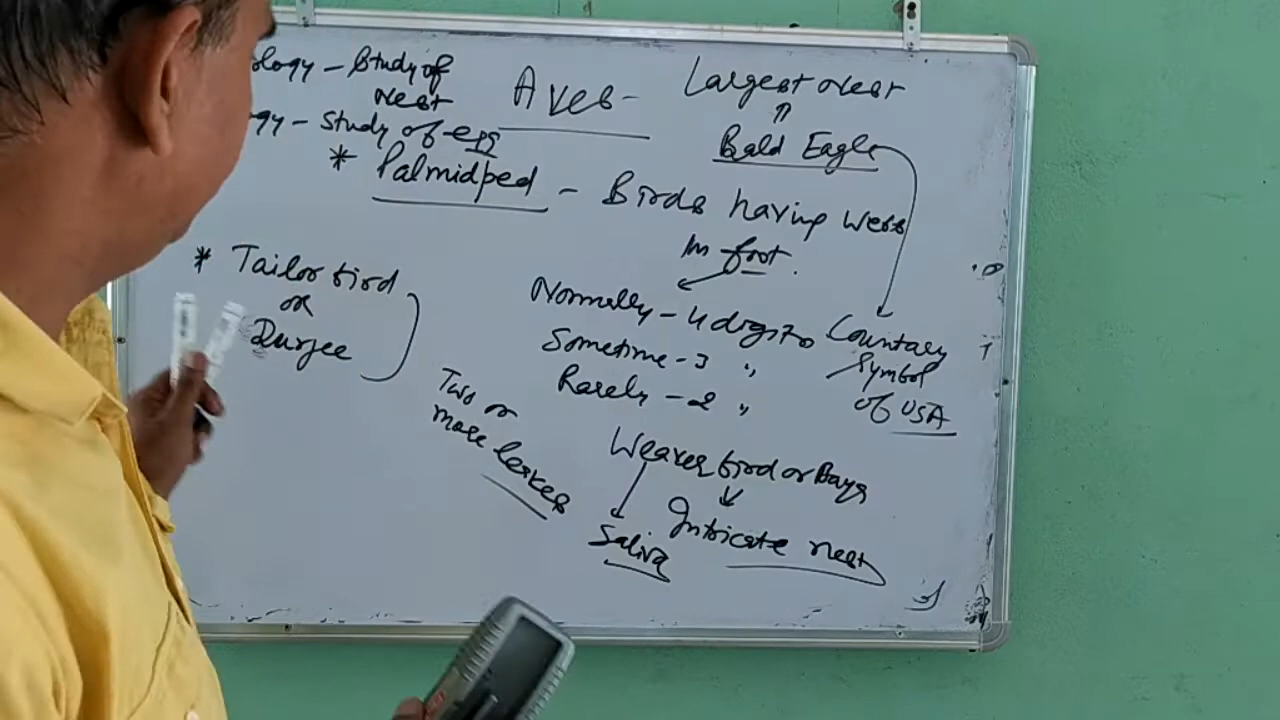 ology - Study of
Nest
gy - Study of egg
Aves -
Largest Nest
⇑
Bald Eagle
* Palmidped - Birds having Webs
In foot.
* Tailor bird
or
Durjee
Two or
more leaves
Normally - 4 digits
Sometime - 3 "
Rarely - 2 "
Country
Symbol
of USA
Weaver bird or Baya
Saliva
Intricate nest